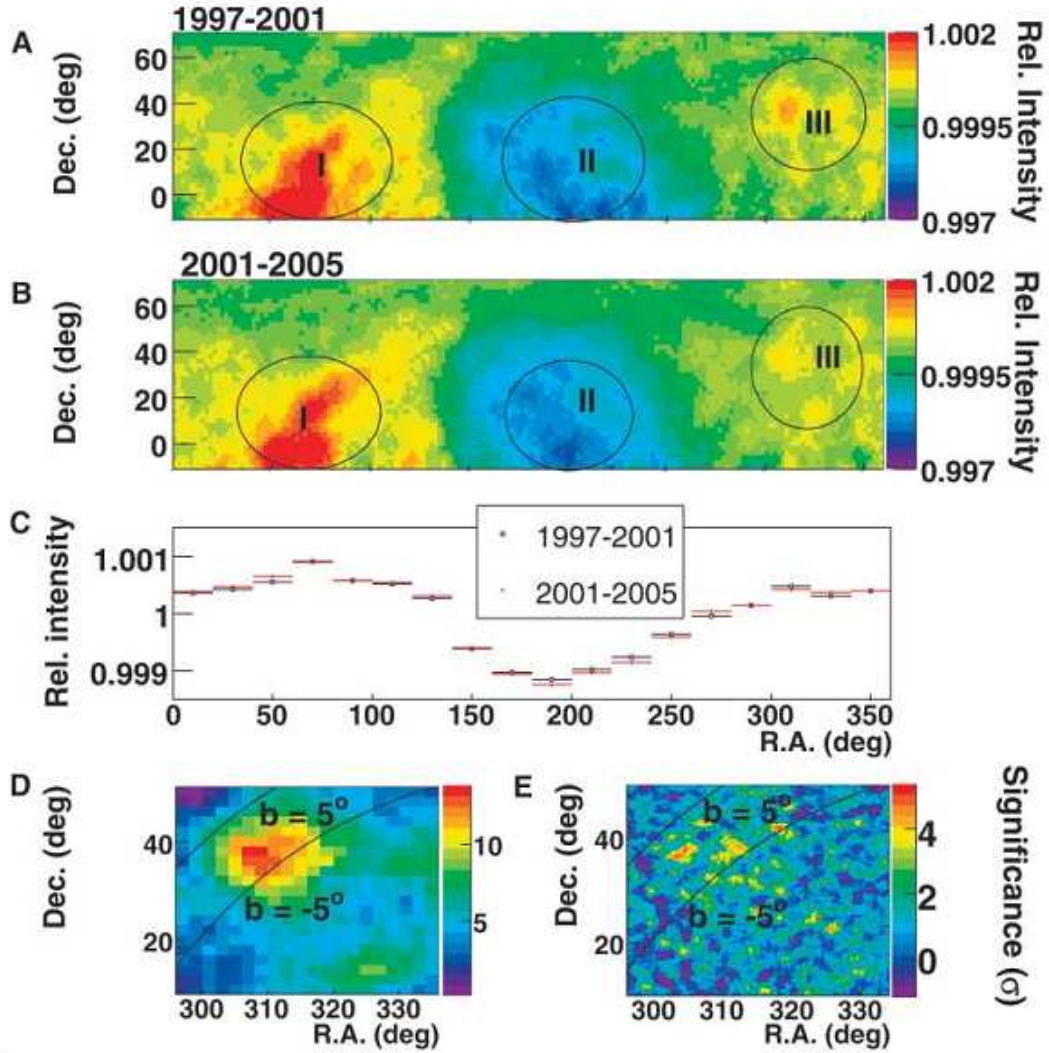 1997-2001
A
Dec. (deg)
60
40
20
0
I
II
III
1.002
0.9995
0.997
Rel. Intensity
2001-2005
B
Dec. (deg)
60
40
20
0
I
II
III
1.002
0.9995
0.997
Rel. Intensity
C
Rel. intensity
1.001
1
0.999
1997-2001
2001-2005
0 50 100 150 200 250 300 350
R.A. (deg)
D
Dec. (deg)
40
20
b = 5°
b = -5°
10
5
300 310 320 330
R.A. (deg)
E
Dec. (deg)
40
20
b = 5°
b = -5°
4
2
0
Significance (σ)
300 310 320 330
R.A. (deg)